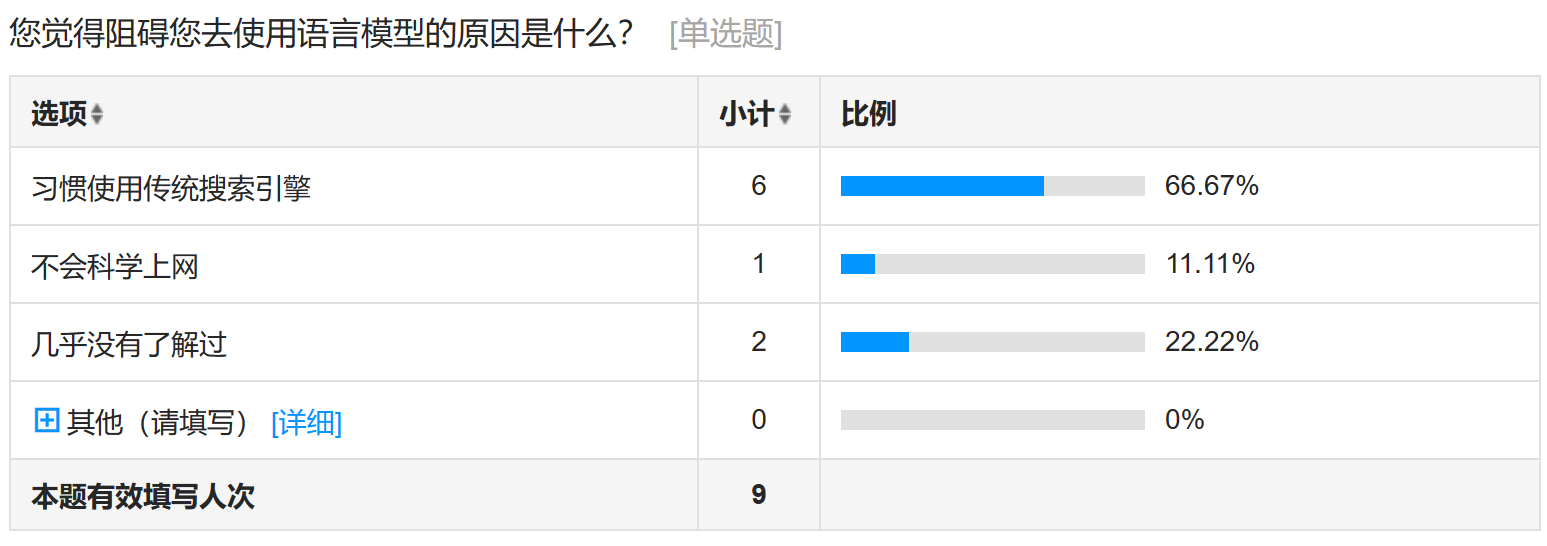 您觉得阻碍您去使用语言模型的原因是什么？ [单选题]
选项 小计 比例
习惯使用传统搜索引擎 6 66.67%
不会科学上网 1 11.11%
几乎没有了解过 2 22.22%
其他（请填写） [详细] 0 0%
本题有效填写人次 9